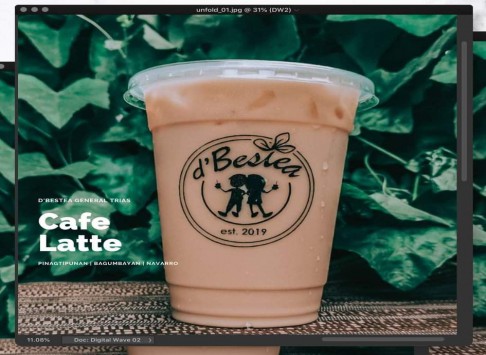 unfold_01.jpg @ 31% (DW2)
d'Bestea
est. 2019
D'BESTEA GENERAL TRIAS
Cafe
Latte
PINAGTIPUNAN | BAGUMBAYAN | NAVARRO
11.08%
Doc: Digital Wave 02